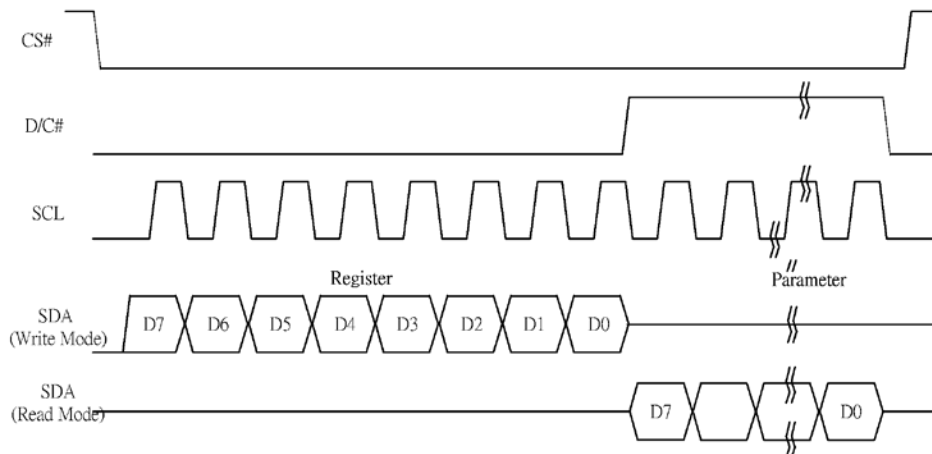 CS#
D/C#
SCL
Register Parameter
SDA
(Write Mode)
D7 D6 D5 D4 D3 D2 D1 D0
SDA
(Read Mode)
D7 D0